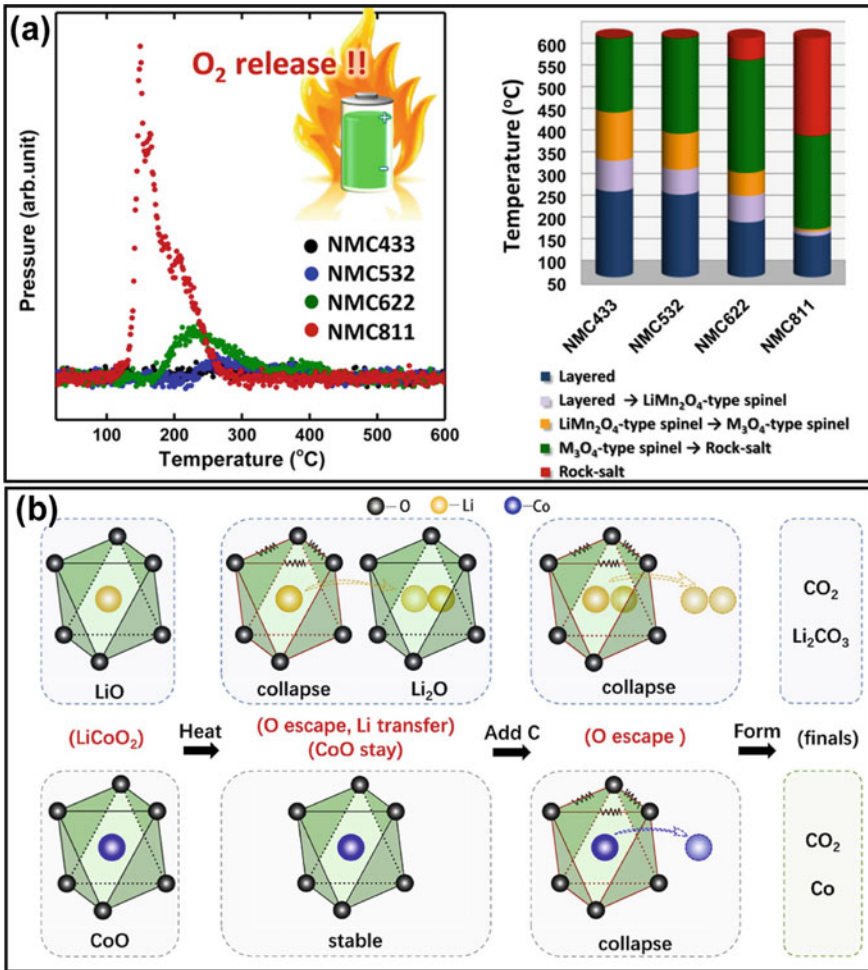 (a)
O₂ release !!
Pressure (arb.unit)
NMC433
NMC532
NMC622
NMC811
100 200 300 400 500 600
Temperature (°C)
+
-
Temperature (°C)
600
550
500
450
400
350
300
250
200
150
100
50
NMC433
NMC532
NMC622
NMC811
Layered
Layered → LiMn₂O₄-type spinel
LiMn₂O₄-type spinel → M₃O₄-type spinel
M₃O₄-type spinel → Rock-salt
Rock-salt
(b)
O Li Co
LiO collapse Li₂O collapse
CO₂
Li₂CO₃
(LiCoO₂) Heat (O escape, Li transfer) Add C (O escape ) Form (finals)
(CoO stay)
CoO stable collapse
CO₂
Co